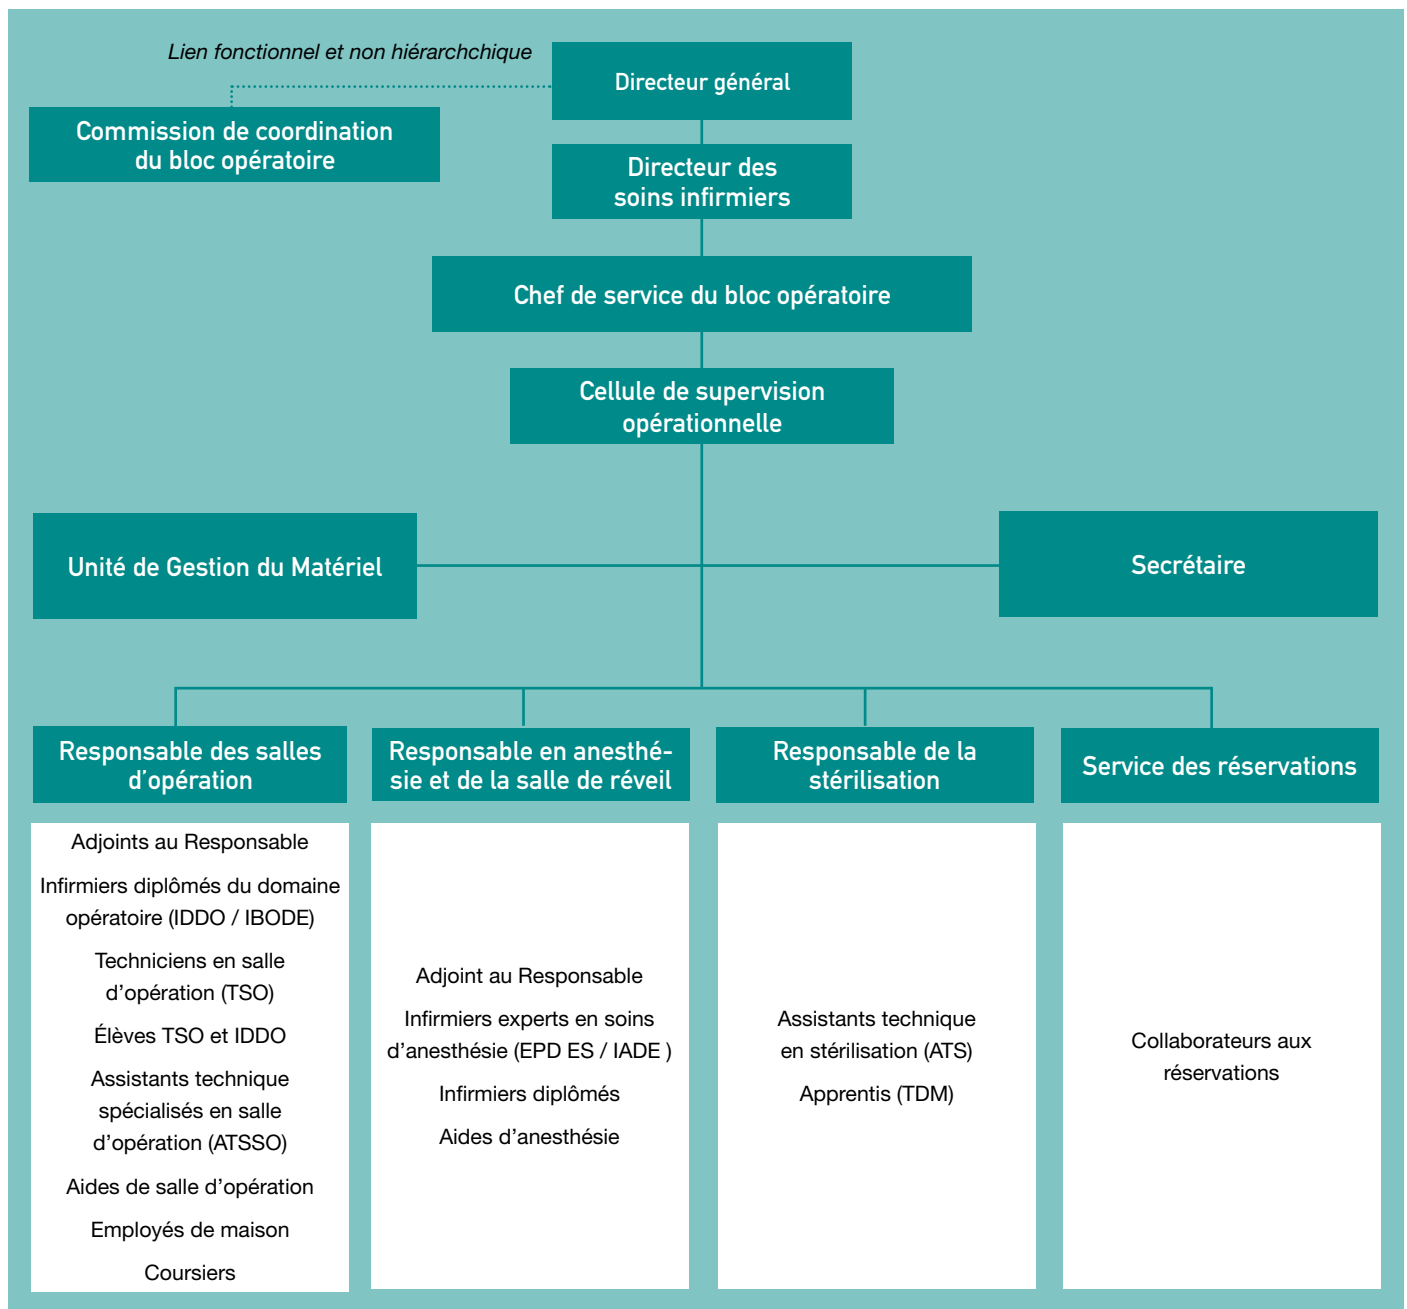 Lien fonctionnel et non hiérarchchique
Directeur général
Commission de coordination
du bloc opératoire
Directeur des
soins infirmiers
Chef de service du bloc opératoire
Cellule de supervision
opérationnelle
Unité de Gestion du Matériel
Secrétaire
Responsable des salles
d’opération
Responsable en anesthé-
sie et de la salle de réveil
Responsable de la
stérilisation
Service des réservations
Adjoints au Responsable
Infirmiers diplômés du domaine
opératoire (IDDO / IBODE)
Techniciens en salle
d’opération (TSO)
Élèves TSO et IDDO
Assistants technique
spécialisés en salle
d’opération (ATSSO)
Aides de salle d’opération
Employés de maison
Coursiers
Adjoint au Responsable
Infirmiers experts en soins
d’anesthésie (EPD ES / IADE )
Infirmiers diplômés
Aides d’anesthésie
Assistants technique
en stérilisation (ATS)
Apprentis (TDM)
Collaborateurs aux
réservations